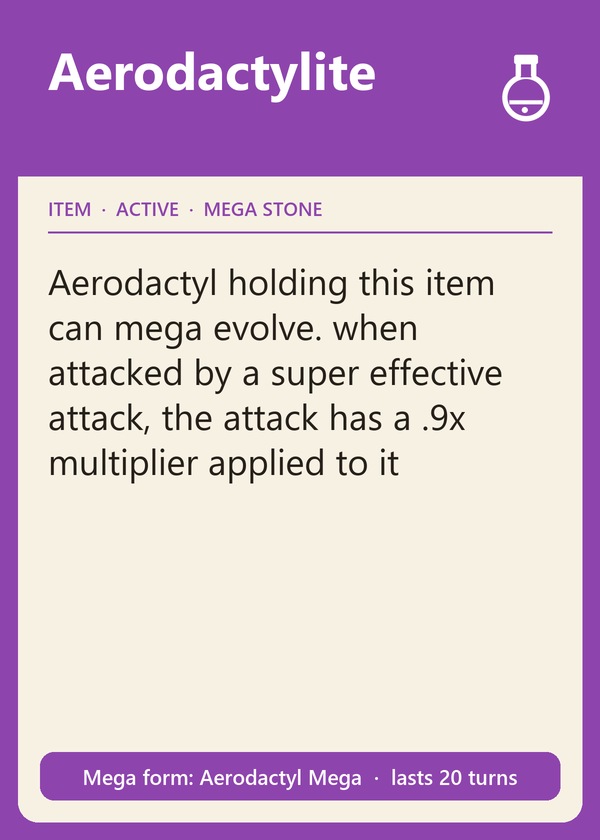 Aerodactylite
ITEM · ACTIVE · MEGA STONE
Aerodactyl holding this item
can mega evolve. when
attacked by a super effective
attack, the attack has a .9x
multiplier applied to it
Mega form: Aerodactyl Mega · lasts 20 turns